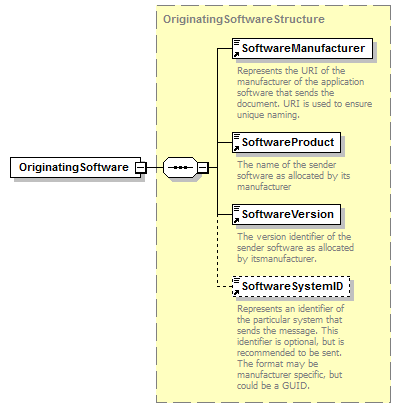 OriginatingSoftwareStructure
SoftwareManufacturer
Represents the URI of the
manufacturer of the application
software that sends the
document. URI is used to ensure
unique naming.
SoftwareProduct
The name of the sender
software as allocated by its
manufacturer
OriginatingSoftware
SoftwareVersion
The version identifier of the
sender software as allocated
by itsmanufacturer.
SoftwareSystemID
Represents an identifier of
the particular system that
sends the message. This
identifier is optional, but is
recommended to be sent.
The format may be
manufacturer specific, but
could be a GUID.